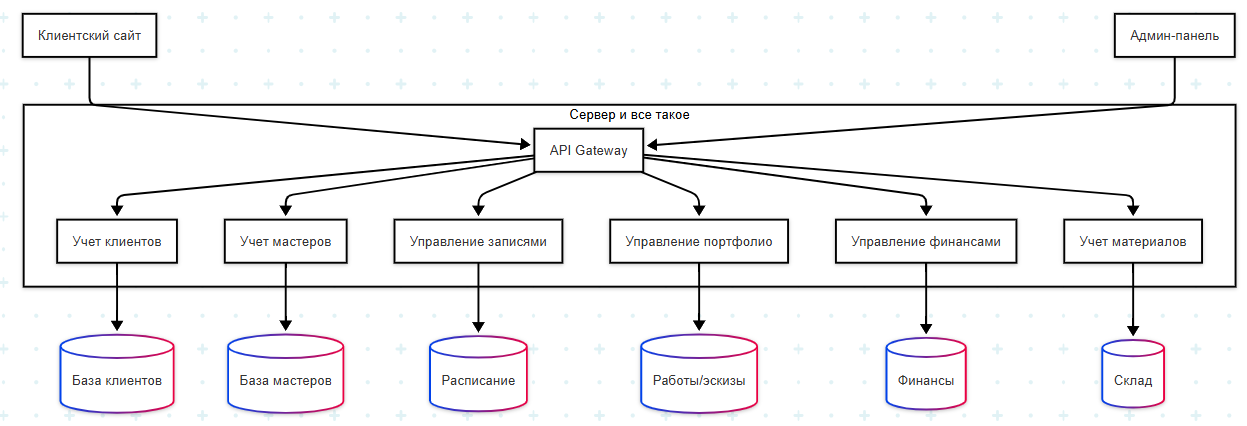 Клиентский сайт
Админ-панель
Сервер и все такое
API Gateway
Учет клиентов
Учет мастеров
Управление записями
Управление портфолио
Управление финансами
Учет материалов
База клиентов
База мастеров
Расписание
Работы/эскизы
Финансы
Склад